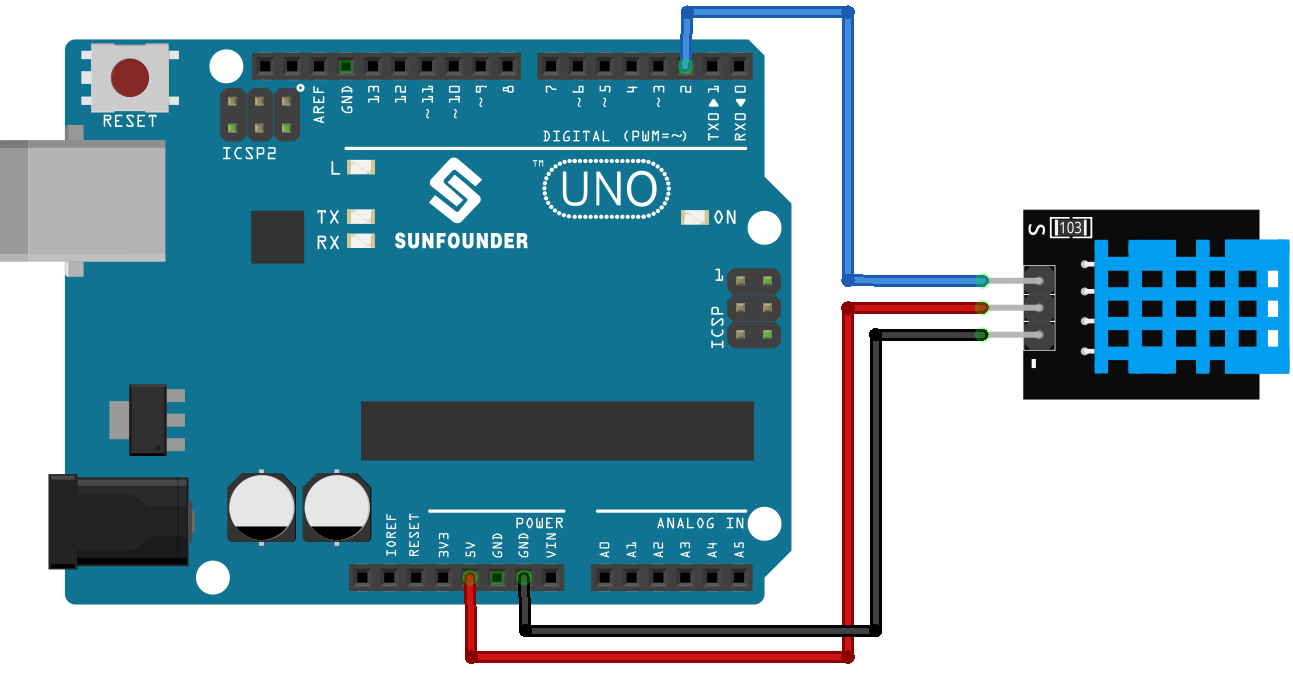 RESET
ICSP2
AREF
GND
13
12
~11
~10
~9
8
7
~6
~5
4
~3
2
TX0▶1
RX0◀0
DIGITAL (PWM=~)
L
TX
RX
SUNFOUNDER
TM
UNO
ON
1
ICSP
S
103
-
IOREF
RESET
3V3
5V
GND
GND
VIN
POWER
ANALOG IN
A0
A1
A2
A3
A4
A5